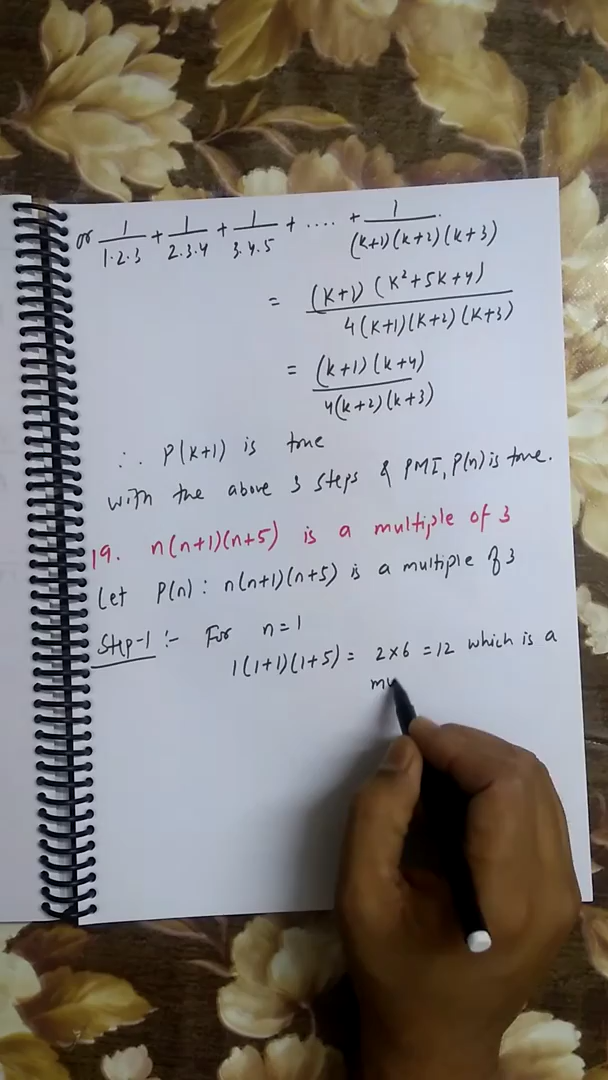 or 1/1·2·3 + 1/2·3·4 + 1/3·4·5 + .... + 1/(k+1)(k+2)(k+3)
= (k+1)(k²+5k+4)/4(k+1)(k+2)(k+3)
= (k+1)(k+4)/4(k+2)(k+3)
∴ P(k+1) is true
with the above 3 steps & PMI, P(n) is true.
19. n(n+1)(n+5) is a multiple of 3
Let P(n) : n(n+1)(n+5) is a multiple of 3
Step-1 :- For n=1
1(1+1)(1+5) = 2×6 = 12 which is a
mu